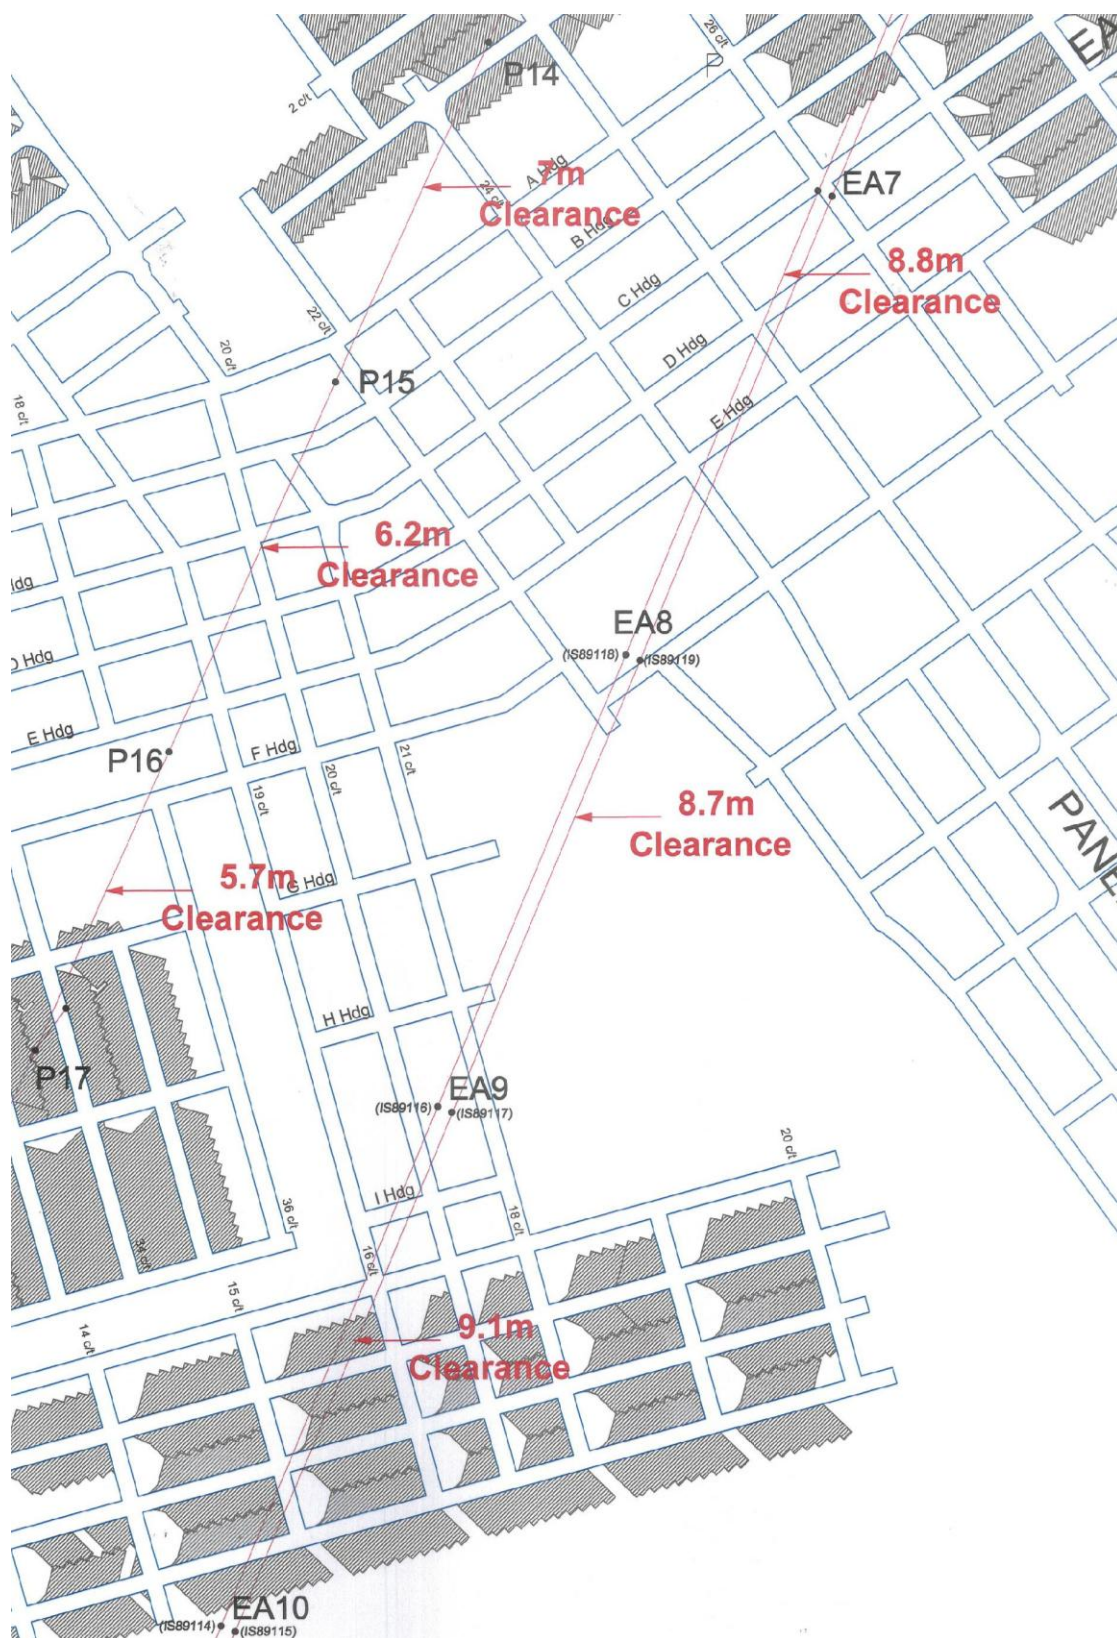 26 c/t
EA
P
P14
2 c/t
A Hdg
7m
Clearance
24 c/t
EA7
B Hdg
8.8m
Clearance
C Hdg
22 c/t
D Hdg
20 c/t
P15
18 c/t
E Hdg
6.2m
Clearance
Hdg
EA8
(IS89118)
(IS89119)
D Hdg
E Hdg
F Hdg
P16
21 c/t
20 c/t
19 c/t
8.7m
Clearance
PANE
5.7m
Clearance
G Hdg
H Hdg
P17
EA9
(IS89116)
(IS89117)
20 c/t
I Hdg
36 c/t
18 c/t
34 c/t
16 c/t
15 c/t
14 c/t
9.1m
Clearance
EA10
(IS89114)
(IS89115)